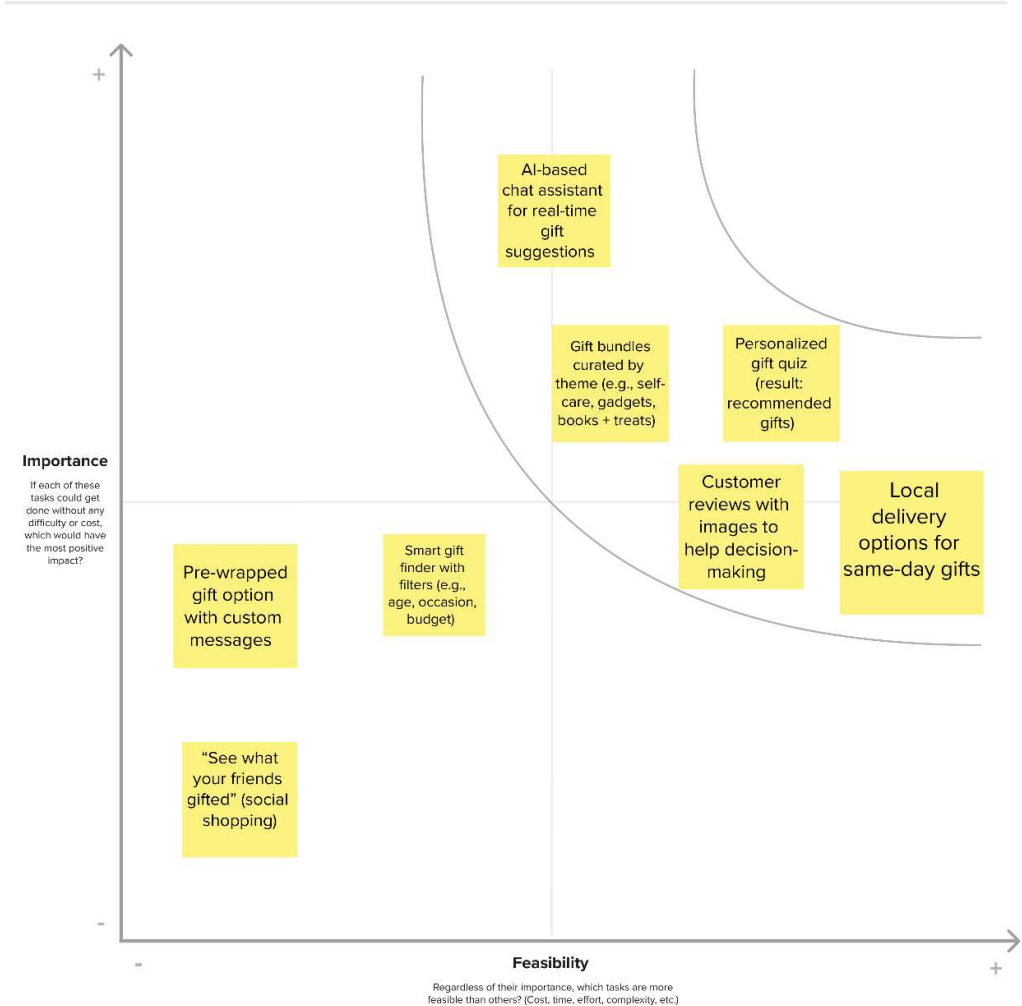 +
AI-based
chat assistant
for real-time
gift
suggestions
Gift bundles
curated by
theme (e.g., self-
care, gadgets,
books + treats)
Personalized
gift quiz
(result:
recommended
gifts)
Importance
If each of these
tasks could get
done without any
difficulty or cost,
which would have
the most positive
impact?
Customer
reviews with
images to
help decision-
making
Local
delivery
options for
same-day gifts
Pre-wrapped
gift option
with custom
messages
Smart gift
finder with
filters (e.g.,
age, occasion,
budget)
“See what
your friends
gifted” (social
shopping)
-
-
Feasibility
+
Regardless of their importance, which tasks are more
feasible than others? (Cost, time, effort, complexity, etc.)